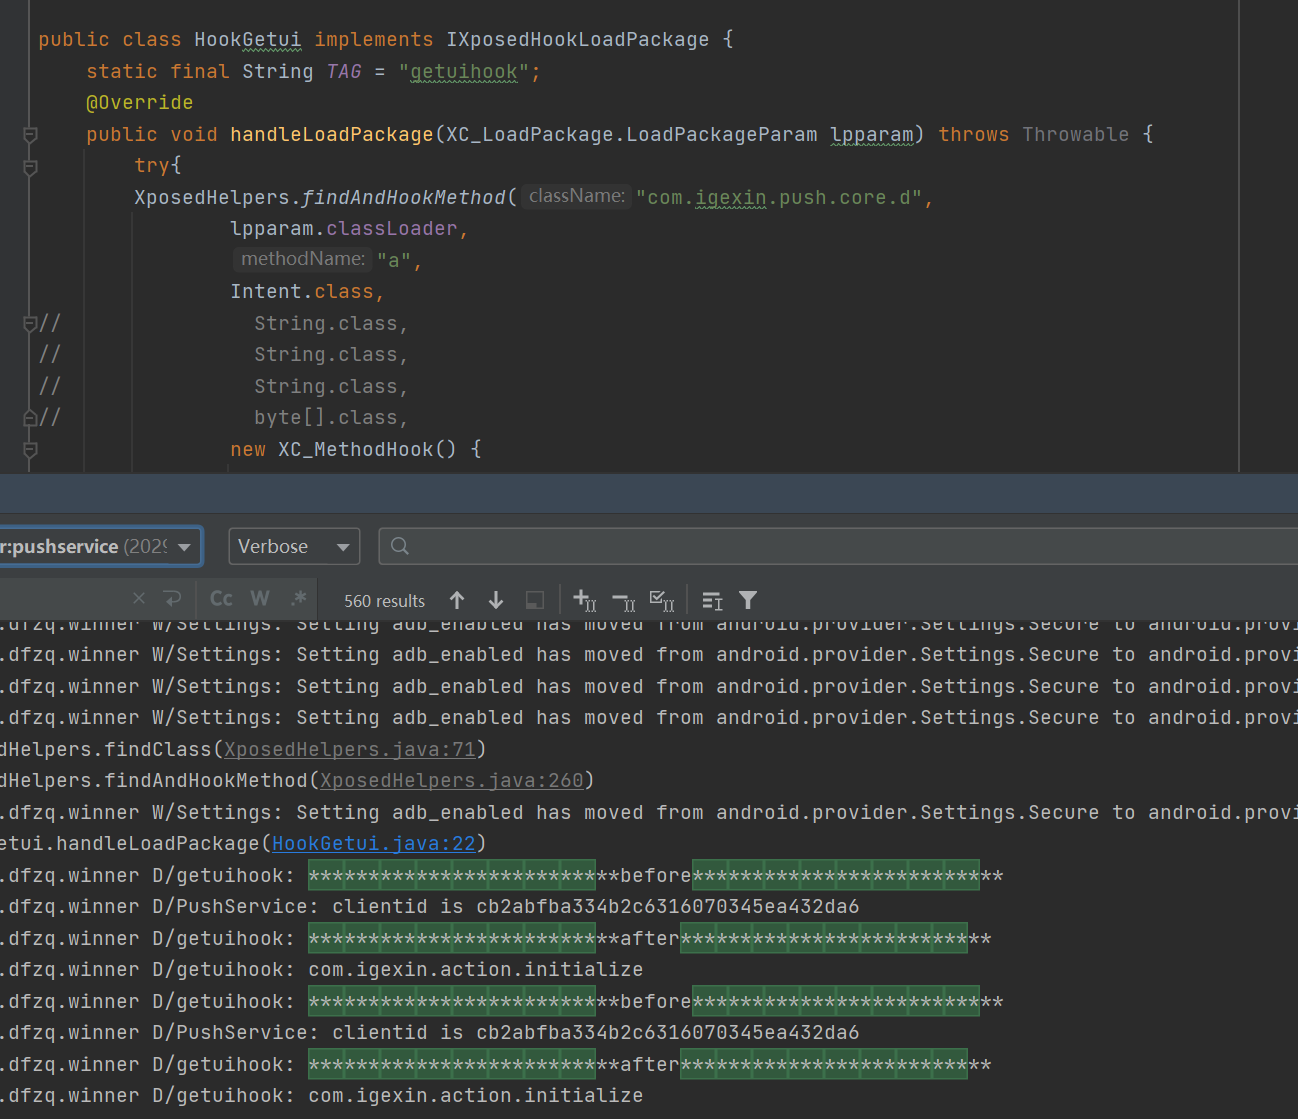 public class HookGetui implements IXposedHookLoadPackage {
static final String TAG = "getuihook";
@Override
public void handleLoadPackage(XC_LoadPackage.LoadPackageParam lpparam) throws Throwable {
try{
XposedHelpers.findAndHookMethod( className: "com.igexin.push.core.d",
lpparam.classLoader,
methodName: "a",
Intent.class,
// String.class,
// String.class,
// String.class,
// byte[].class,
new XC_MethodHook() {
r:pushservice (2029 Verbose
Cc W .* 560 results
.dfzq.winner W/Settings: Setting adb_enabled has moved from android.provider.Settings.Secure to android.provi
.dfzq.winner W/Settings: Setting adb_enabled has moved from android.provider.Settings.Secure to android.provi
.dfzq.winner W/Settings: Setting adb_enabled has moved from android.provider.Settings.Secure to android.provi
.dfzq.winner W/Settings: Setting adb_enabled has moved from android.provider.Settings.Secure to android.provi
dHelpers.findClass(XposedHelpers.java:71)
dHelpers.findAndHookMethod(XposedHelpers.java:260)
.dfzq.winner W/Settings: Setting adb_enabled has moved from android.provider.Settings.Secure to android.provi
etui.handleLoadPackage(HookGetui.java:22)
.dfzq.winner D/getuihook: **************************before**************************
.dfzq.winner D/PushService: clientid is cb2abfba334b2c6316070345ea432da6
.dfzq.winner D/getuihook: **************************after**************************
.dfzq.winner D/getuihook: com.igexin.action.initialize
.dfzq.winner D/getuihook: **************************before**************************
.dfzq.winner D/PushService: clientid is cb2abfba334b2c6316070345ea432da6
.dfzq.winner D/getuihook: **************************after**************************
.dfzq.winner D/getuihook: com.igexin.action.initialize